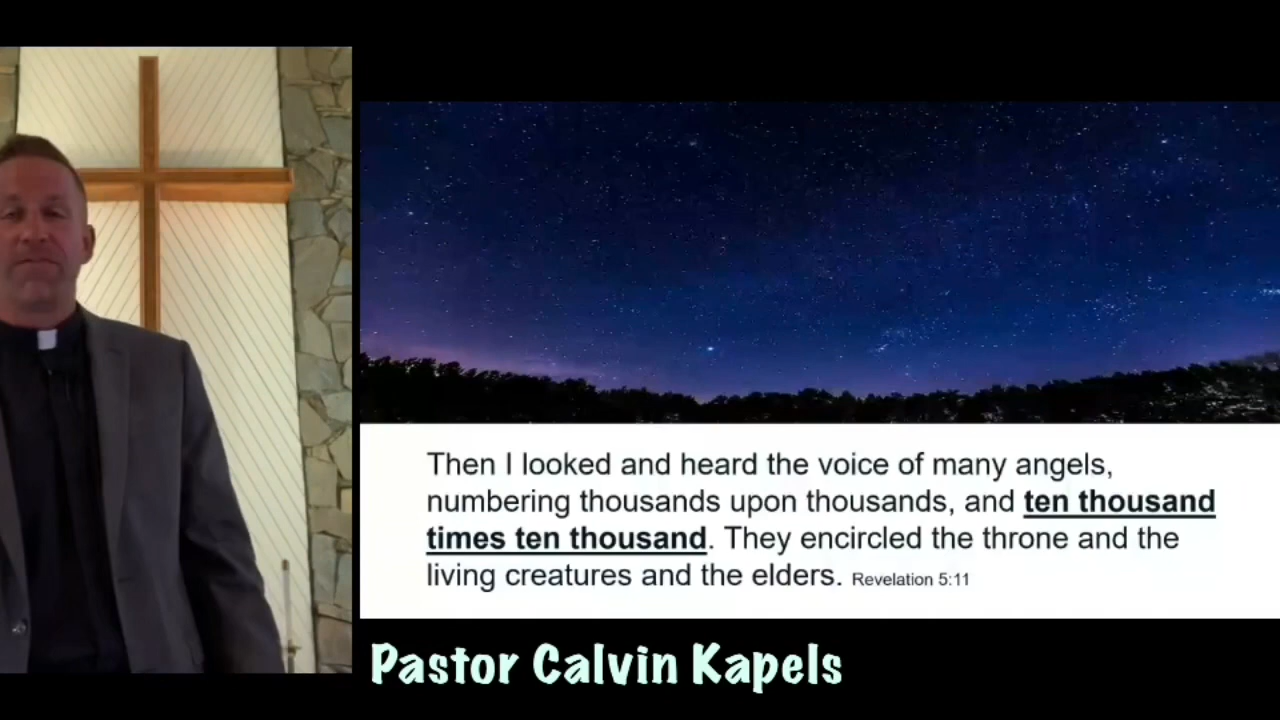 Then I looked and heard the voice of many angels,
numbering thousands upon thousands, and ten thousand
times ten thousand. They encircled the throne and the
living creatures and the elders. Revelation 5:11
Pastor Calvin Kapels